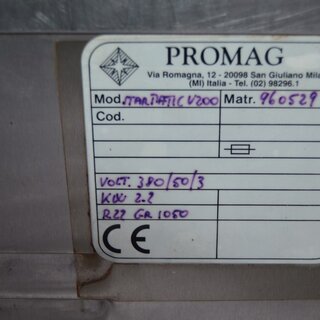 PROMAG
Via Romagna, 12 - 20098 San Giuliano Mila
(MI) Italia - Tel. (02) 98296.1
Mod. STARMATIC V200 Matr. 960529
Cod.
VOLT. 380/50/3
KW 2.2
R22 GR 1050
CE